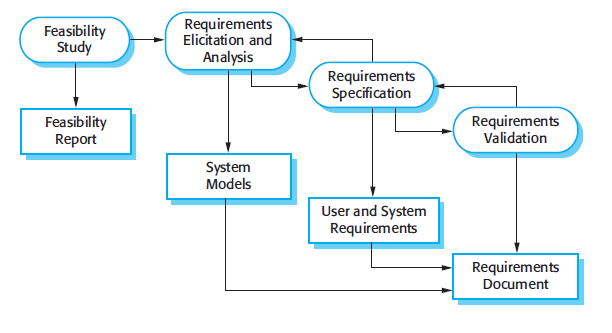 Feasibility
Study
Requirements
Elicitation and
Analysis
Requirements
Specification
Requirements
Validation
Feasibility
Report
System
Models
User and System
Requirements
Requirements
Document